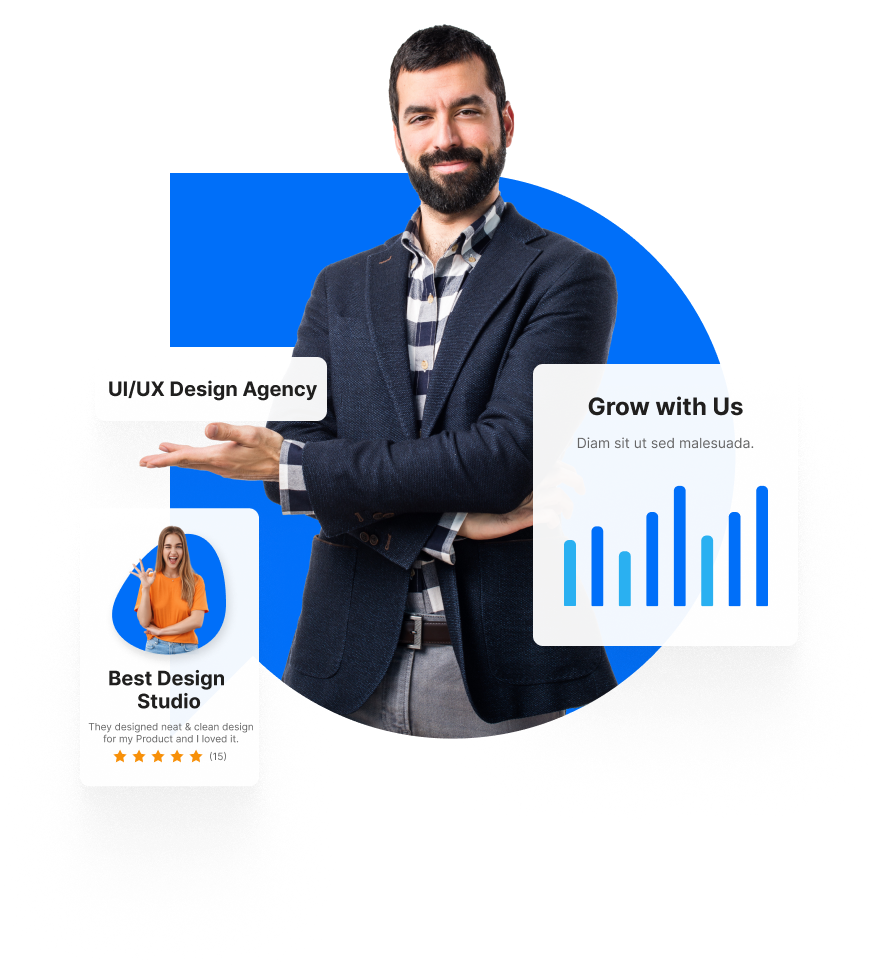 UI/UX Design Agency
Grow with Us
Diam sit ut sed malesuada.
Best Design
Studio
They designed neat & clean design
for my Product and I loved it.
(15)